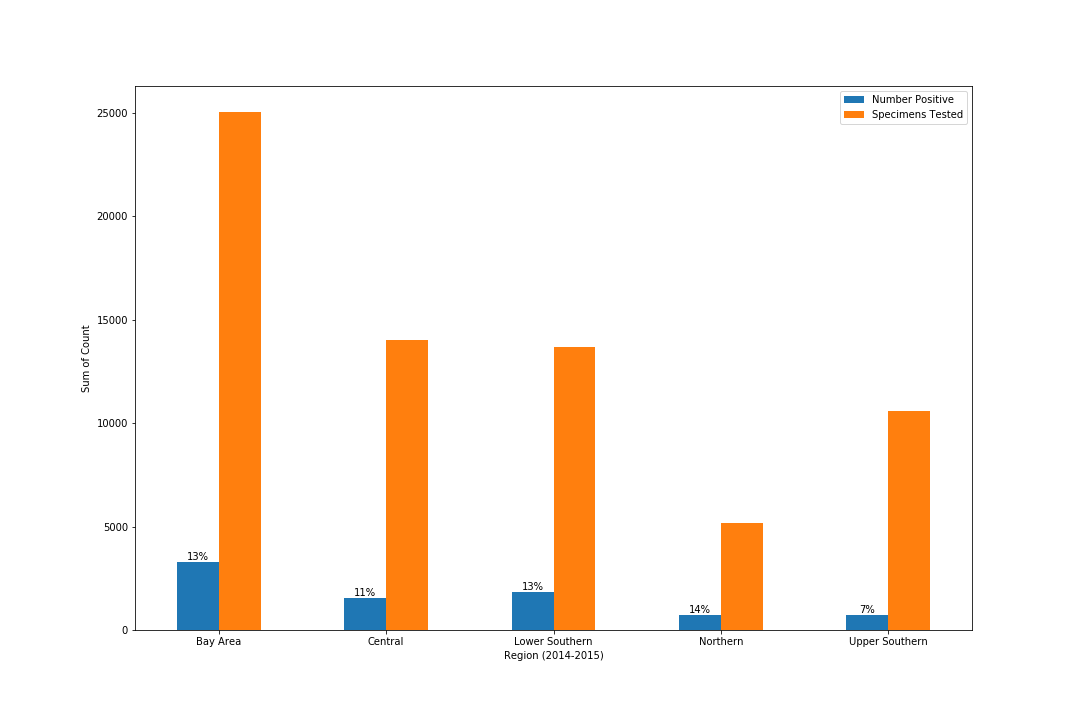 Number Positive
Specimens Tested
25000
20000
15000
10000
5000
0
Sum of Count
13%
11%
13%
14%
7%
Bay Area
Central
Lower Southern
Northern
Upper Southern
Region (2014-2015)